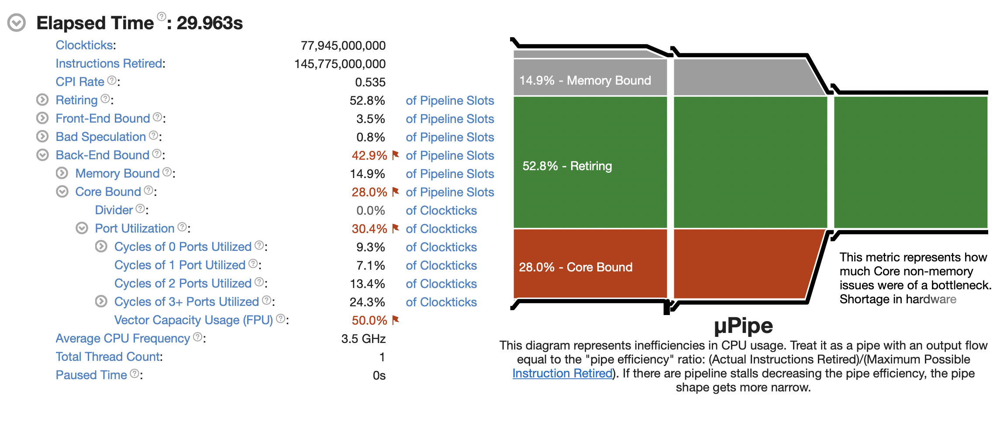 Elapsed Time ?: 29.963s
Clockticks: 77,945,000,000
Instructions Retired: 145,775,000,000
CPI Rate ?: 0.535
Retiring ?: 52.8% of Pipeline Slots
Front-End Bound ?: 3.5% of Pipeline Slots
Bad Speculation ?: 0.8% of Pipeline Slots
Back-End Bound ?: 42.9% of Pipeline Slots
Memory Bound ?: 14.9% of Pipeline Slots
Core Bound ?: 28.0% of Pipeline Slots
Divider ?: 0.0% of Clockticks
Port Utilization ?: 30.4% of Clockticks
Cycles of 0 Ports Utilized ?: 9.3% of Clockticks
Cycles of 1 Port Utilized ?: 7.1% of Clockticks
Cycles of 2 Ports Utilized ?: 13.4% of Clockticks
Cycles of 3+ Ports Utilized ?: 24.3% of Clockticks
Vector Capacity Usage (FPU) ?: 50.0%
Average CPU Frequency ?: 3.5 GHz
Total Thread Count: 1
Paused Time ?: 0s
14.9% - Memory Bound
52.8% - Retiring
28.0% - Core Bound
This metric represents how
much Core non-memory
issues were of a bottleneck.
Shortage in hardware
µPipe
This diagram represents inefficiencies in CPU usage. Treat it as a pipe with an output flow
equal to the "pipe efficiency" ratio: (Actual Instructions Retired)/(Maximum Possible
Instruction Retired). If there are pipeline stalls decreasing the pipe efficiency, the pipe
shape gets more narrow.